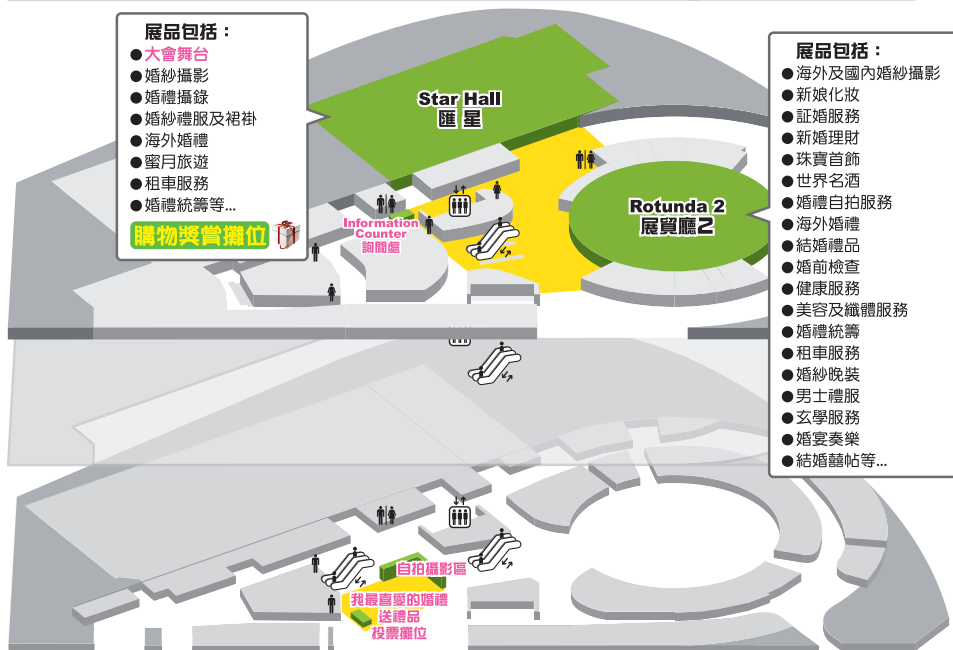 展品包括：
●大會舞台
●婚紗攝影
●婚禮攝錄
●婚紗禮服及裙褂
●海外婚禮
●蜜月旅遊
●租車服務
●婚禮統籌等...
購物獎賞攤位
Star Hall
匯星
Information
Counter
詢問處
Rotunda 2
展貿廳2
展品包括：
●海外及國內婚紗攝影
●新娘化妝
●証婚服務
●新婚理財
●珠寶首飾
●世界名酒
●婚禮自拍服務
●海外婚禮
●結婚禮品
●婚前檢查
●健康服務
●美容及纖體服務
●婚禮統籌
●租車服務
●婚紗晚裝
●男士禮服
●玄學服務
●婚宴奏樂
●結婚囍帖等...
自拍攝影區
我最喜愛的婚禮
送禮品
投票攤位